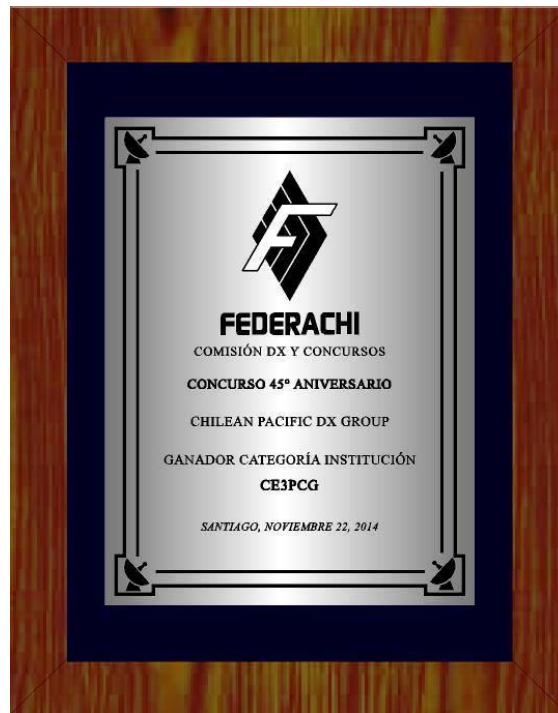 FEDERACHI
COMISIÓN DX Y CONCURSOS
CONCURSO 45º ANIVERSARIO
CHILEAN PACIFIC DX GROUP
GANADOR CATEGORÍA INSTITUCIÓN
CE3PCG
SANTIAGO, NOVIEMBRE 22, 2014